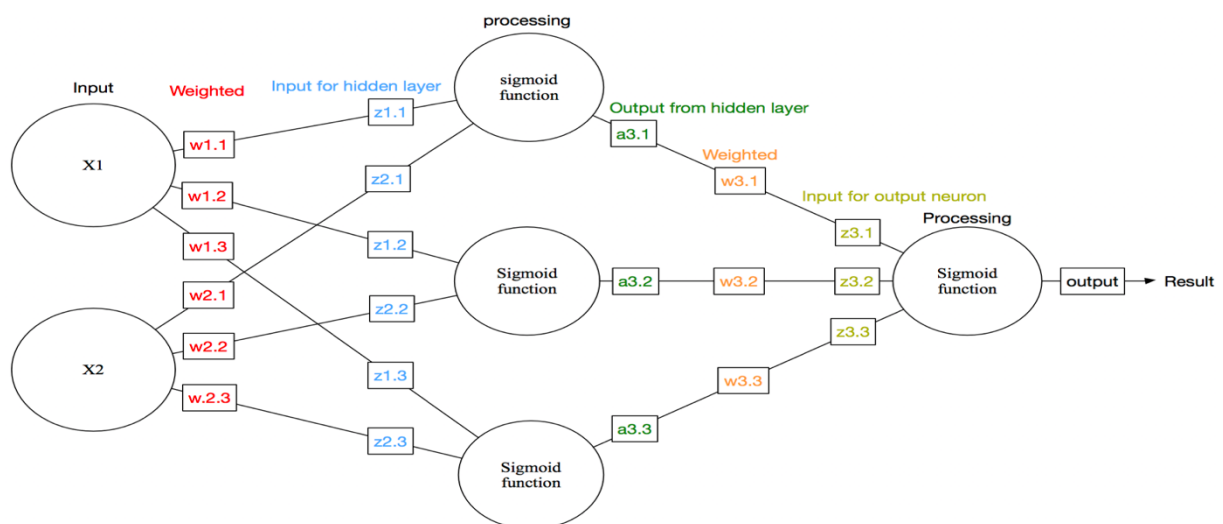 processing
Input
Weighted
Input for hidden layer
sigmoid
function
z1.1
Output from hidden layer
w1.1
a3.1
X1
Weighted
z2.1
w3.1
w1.2
Input for output neuron
Processing
z3.1
w1.3
z1.2
Sigmoid
function
a3.2
w3.2
z3.2
Sigmoid
function
output
Result
w2.1
z2.2
z3.3
w2.2
X2
z1.3
w3.3
w.2.3
a3.3
z2.3
Sigmoid
function